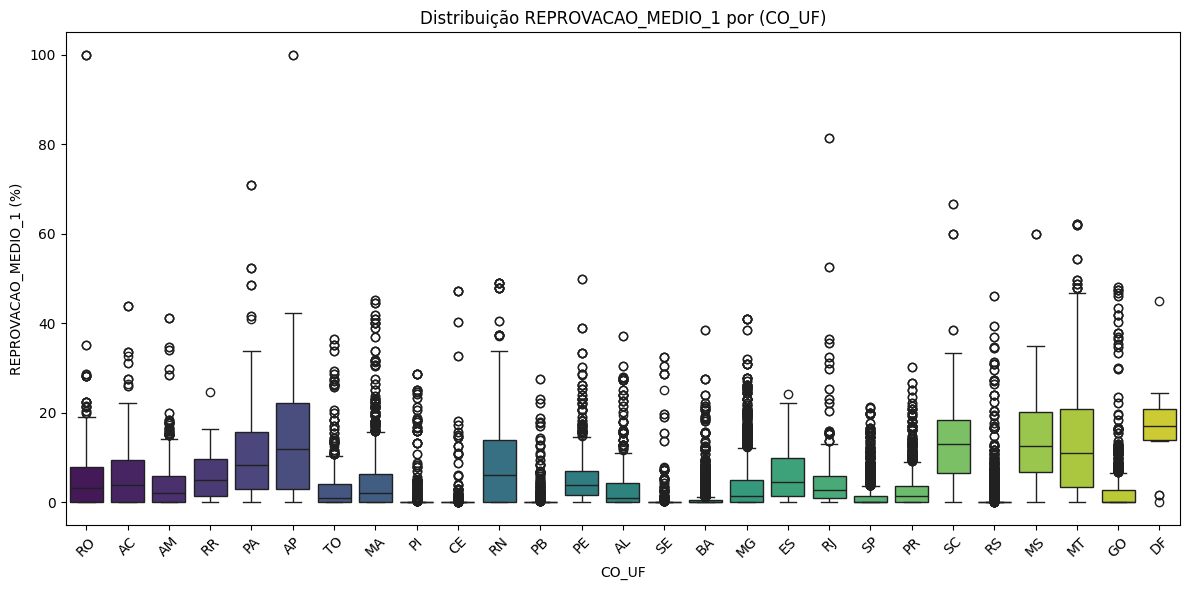 Distribuição REPROVACAO_MEDIO_1 por (CO_UF)
REPROVACAO_MEDIO_1 (%)
100
80
60
40
20
0
RO AC AM RR PA AP TO MA PI CE RN PB PE AL SE BA MG ES RJ SP PR SC RS MS MT GO DF
CO_UF